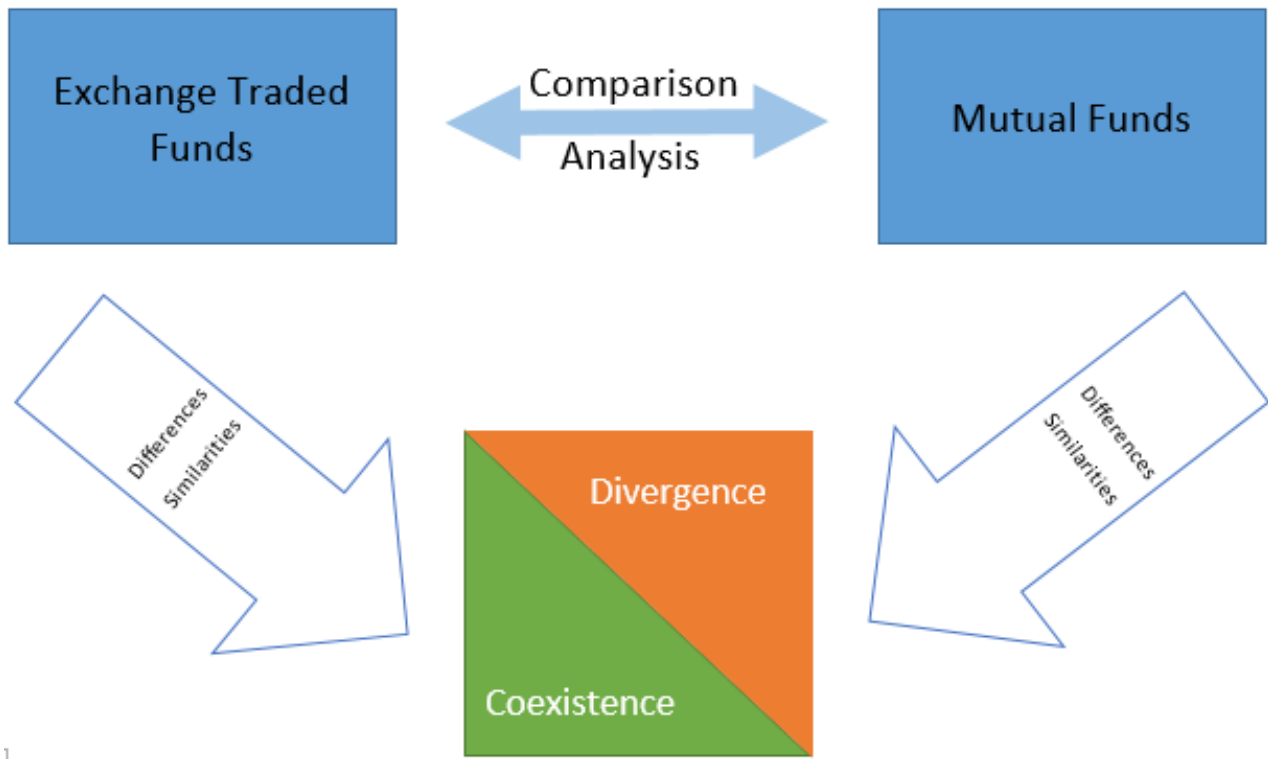 Exchange Traded
Funds
Comparison
Analysis
Mutual Funds
Differences
Similarities
Differences
Similarities
Divergence
Coexistence
1